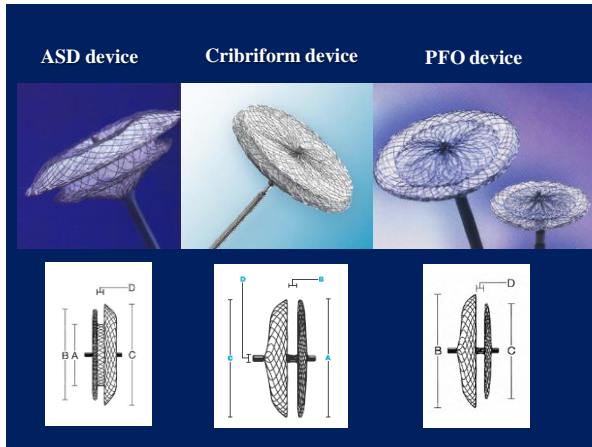 ASD device
Cribriform device
PFO device
D
B A C
D B
C A
D
B C